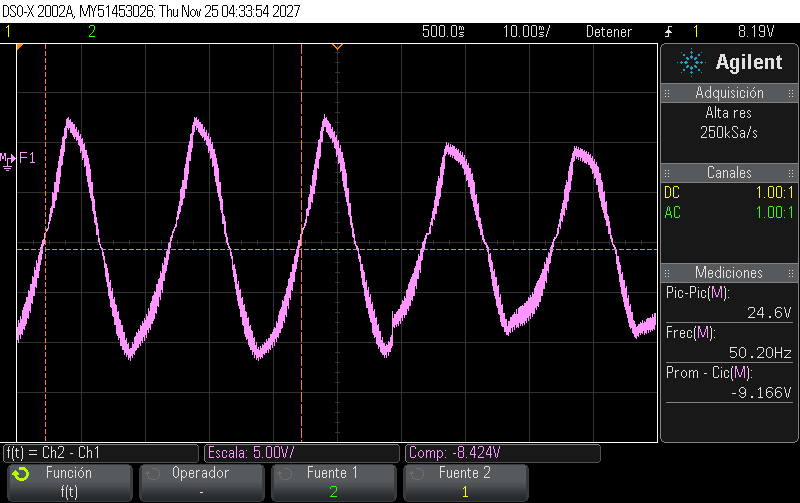 DSO-X 2002A, MY51453026: Thu Nov 25 04:33:54 2027
1 2 500.0ms 10.00ms/ Detener 1 8.19V
Agilent
Adquisición
Alta res
250kSa/s
Canales
DC 1.00:1
AC 1.00:1
Mediciones
Pic-Pic(M):
24.6V
Frec(M):
50.20Hz
Prom - Cic(M):
-9.166V
M F1
f(t) = Ch2 - Ch1 Escala: 5.00V/ Comp: -8.424V
Función Operador Fuente 1 Fuente 2
f(t) - 2 1